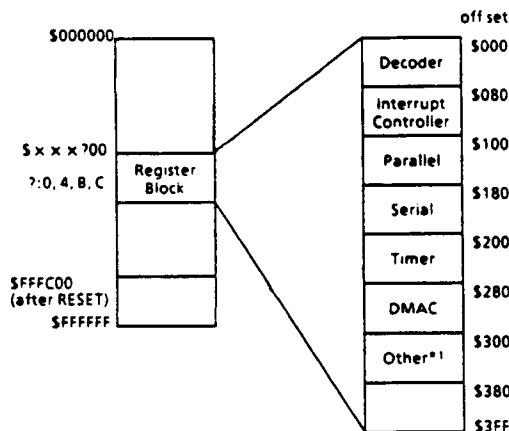 off set
$000000
$000
Decoder
$080
Interrupt
Controller
$100
Parallel
$180
Serial
$200
Timer
$280
DMAC
$300
Other*1
$380
$3FF
$×××?00
?:0, 4, 8, C
Register
Block
$FFFC00
(after RESET)
$FFFFFF